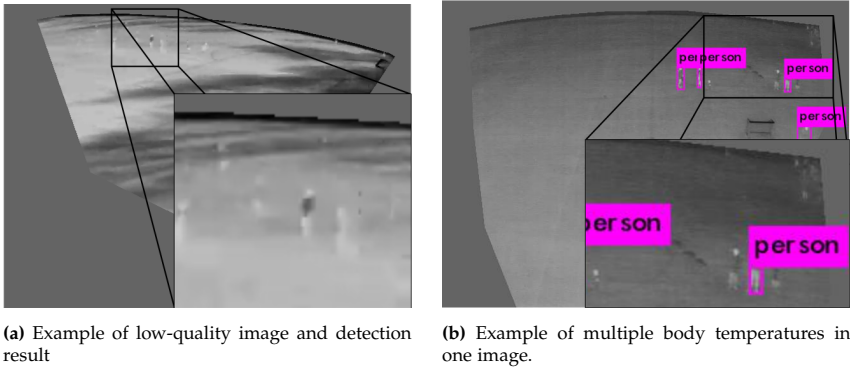 per person
person
person
person
person
(a) Example of low-quality image and detection
result
(b) Example of multiple body temperatures in
one image.